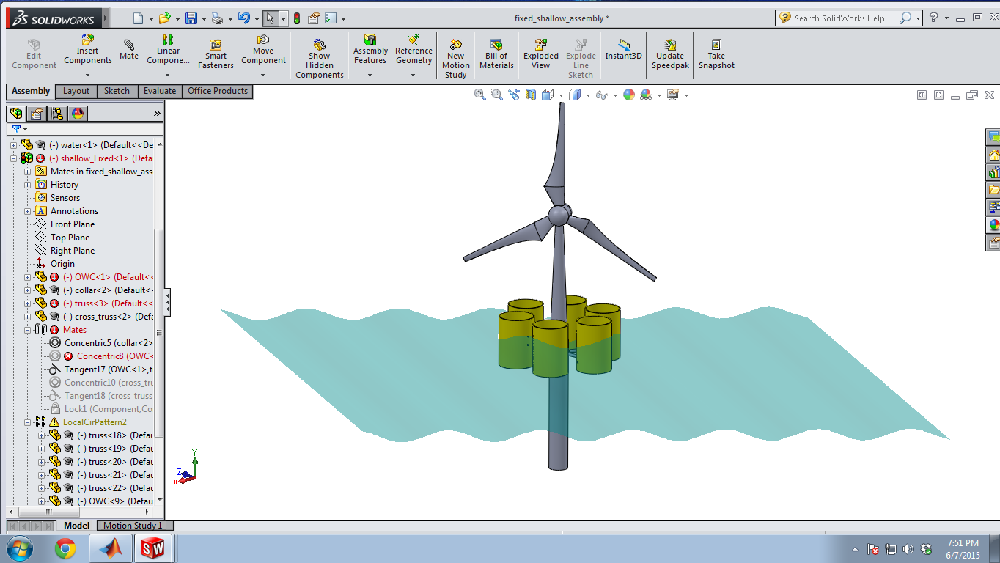 SOLIDWORKS
fixed_shallow_assembly *
Search SolidWorks Help
Edit Component
Insert Components
Mate
Linear Compone...
Smart Fasteners
Move Component
Show Hidden Components
Assembly Features
Reference Geometry
New Motion Study
Bill of Materials
Exploded View
Explode Line Sketch
Instant3D
Update Speedpak
Take Snapshot
Assembly Layout Sketch Evaluate Office Products
(-) water<1> (Default<<De
(-) shallow_Fixed<1> (Defa
Mates in fixed_shallow_ass
History
Sensors
Annotations
Front Plane
Top Plane
Right Plane
Origin
(-) OWC<1> (Default<<
(-) collar<2> (Default<<
(-) truss<3> (Default<<
(-) cross_truss<2> (Defa
Mates
Concentric5 (collar<2>
Concentric8 (OWC<
Tangent17 (OWC<1>,t
Concentric10 (cross_tru
Tangent18 (cross_truss
Lock1 (Component,Co
LocalCirPattern2
(-) truss<18> (Defau
(-) truss<19> (Defau
(-) truss<20> (Defau
(-) truss<21> (Defau
(-) truss<22> (Defau
(-) OWC<9> (Defau
Y
Z
X
Model Motion Study 1
SW
7:51 PM
6/7/2015